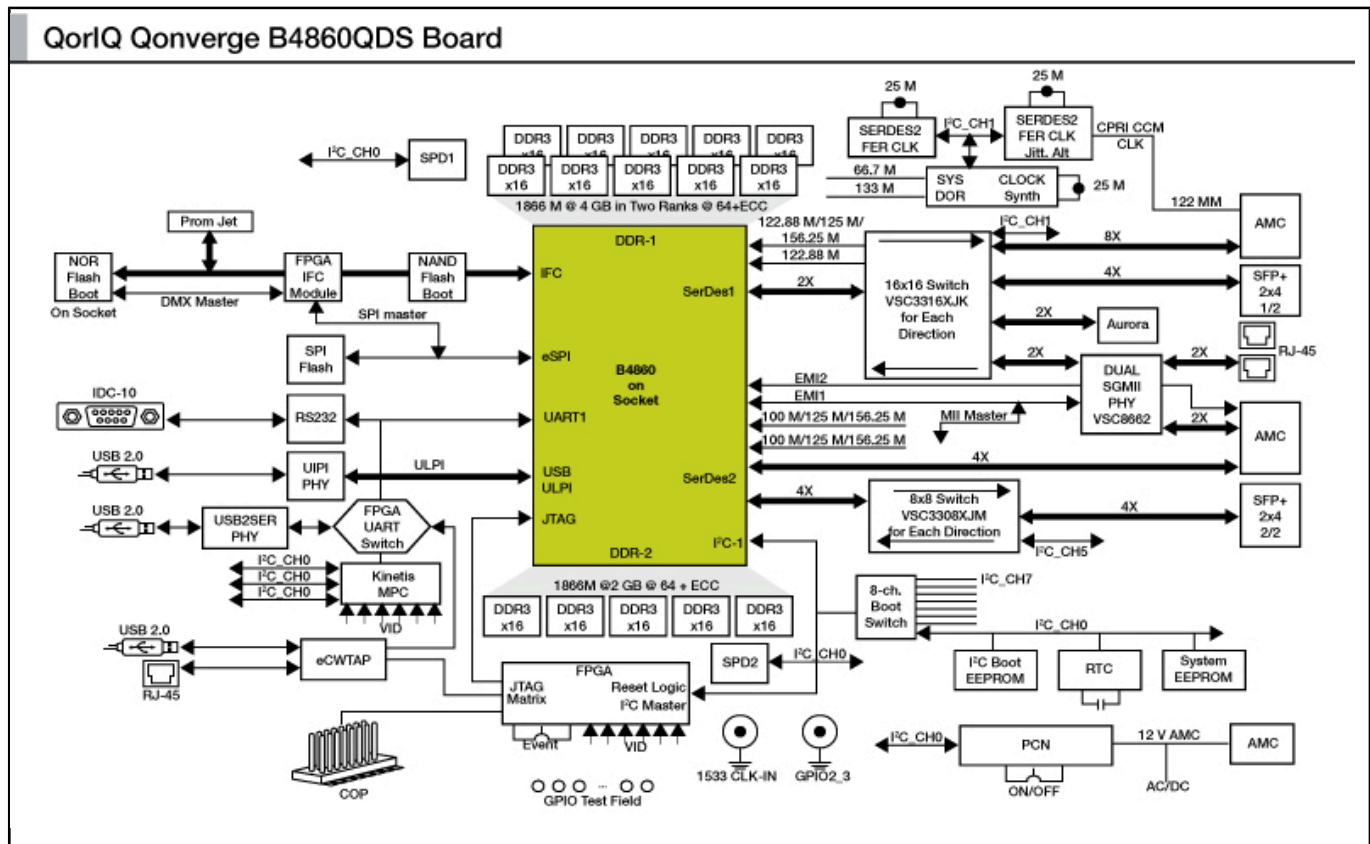 QorIQ Qonverge B4860QDS Board
25 M
25 M
SERDES2
FER CLK
I²C_CH1
SERDES2
FER CLK
Jitt. Alt
CPRI CCM
CLK
I²C_CH0
SPD1
DDR3
x16
DDR3
x16
DDR3
x16
DDR3
x16
DDR3
x16
DDR3
x16
DDR3
x16
DDR3
x16
DDR3
x16
DDR3
x16
1866 M @ 4 GB in Two Ranks @ 64+ECC
66.7 M
133 M
SYS
DOR
CLOCK
Synth
25 M
122 MM
AMC
Prom Jet
NOR
Flash
Boot
On Socket
DMX Master
FPGA
IFC
Module
NAND
Flash
Boot
SPI master
SPI
Flash
DDR-1
IFC
SerDes1
eSPI
B4860
on
Socket
UART1
USB
ULPI
SerDes2
JTAG
I²C-1
DDR-2
122.88 M/125 M/
156.25 M
122.88 M
2X
16x16 Switch
VSC3316XJK
for Each
Direction
I²C_CH1
8X
4X
SFP+
2x4
1/2
2X
Aurora
2X
2X
RJ-45
DUAL
SGMII
PHY
VSC8662
EMI2
EMI1
MII Master
100 M/125 M/156.25 M
100 M/125 M/156.25 M
2X
AMC
4X
4X
8x8 Switch
VSC3308XJM
for Each Direction
4X
SFP+
2x4
2/2
I²C_CH5
IDC-10
RS232
USB 2.0
UIPI
PHY
ULPI
USB 2.0
USB2SER
PHY
FPGA
UART
Switch
I²C_CH0
I²C_CH0
I²C_CH0
Kinetis
MPC
VID
1866M @2 GB @ 64 + ECC
DDR3
x16
DDR3
x16
DDR3
x16
DDR3
x16
DDR3
x16
8-ch.
Boot
Switch
I²C_CH7
I²C_CH0
I²C Boot
EEPROM
RTC
System
EEPROM
USB 2.0
RJ-45
eCWTAP
SPD2
I²C_CH0
FPGA
JTAG
Matrix
Reset Logic
I²C Master
Event
VID
COP
GPIO Test Field
1533 CLK-IN
GPIO2_3
I²C_CH0
PCN
ON/OFF
12 V AMC
AC/DC
AMC